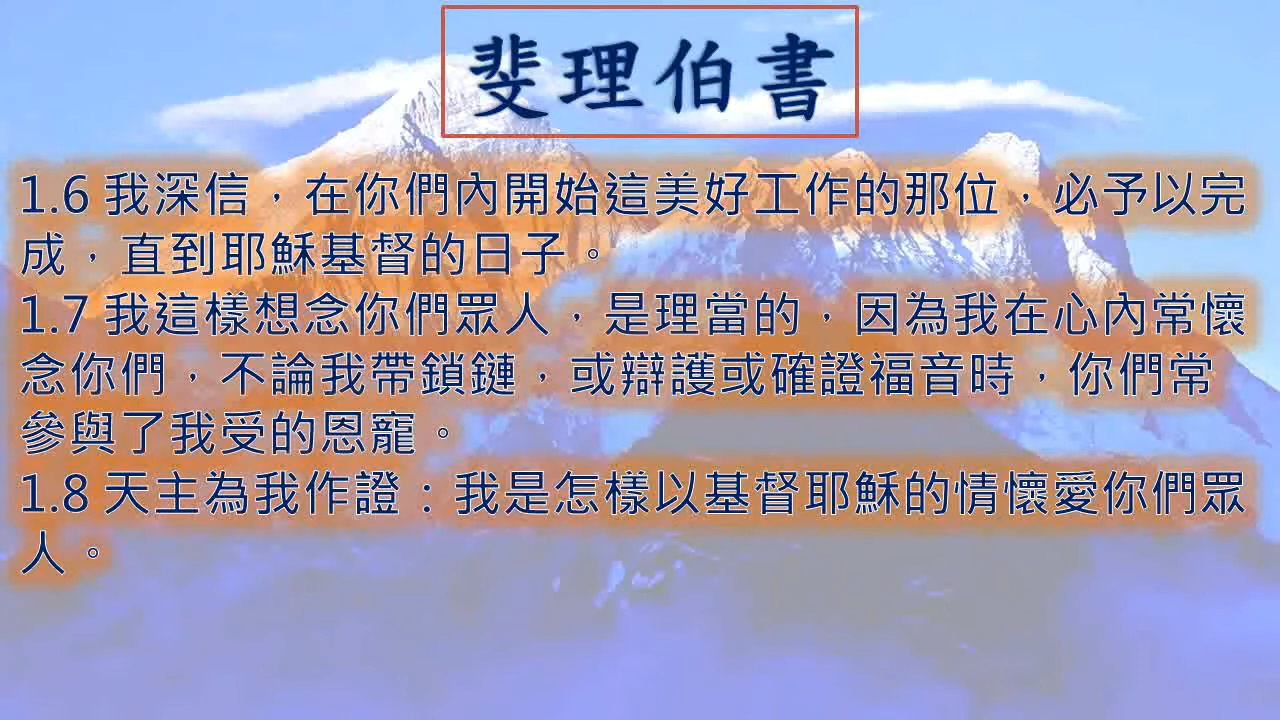 斐理伯書
1.6 我深信，在你們內開始這美好工作的那位，必予以完
成，直到耶穌基督的日子。
1.7 我這樣想念你們眾人，是理當的，因為我在心內常懷
念你們，不論我帶鎖鏈，或辯護或確證福音時，你們常
參與了我受的恩寵。
1.8 天主為我作證：我是怎樣以基督耶穌的情懷愛你們眾
人。